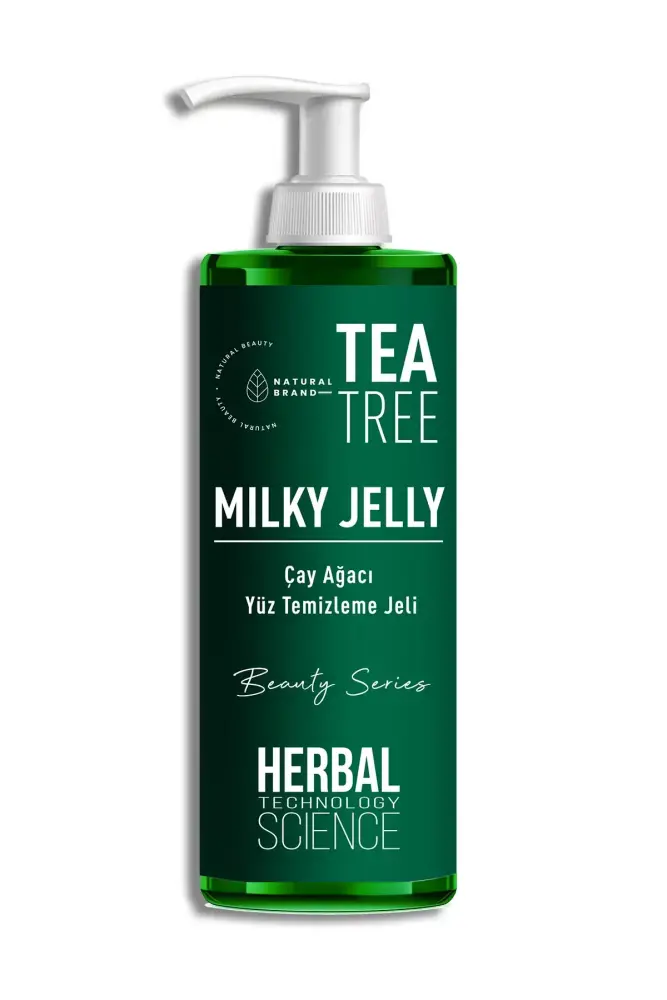 TEA
TREE
NATURAL BEAUTY • NATURAL BEAUTY
NATURAL
BRAND
MILKY JELLY
Çay Ağacı
Yüz Temizleme Jeli
Beauty Series
HERBAL
TECHNOLOGY
SCIENCE